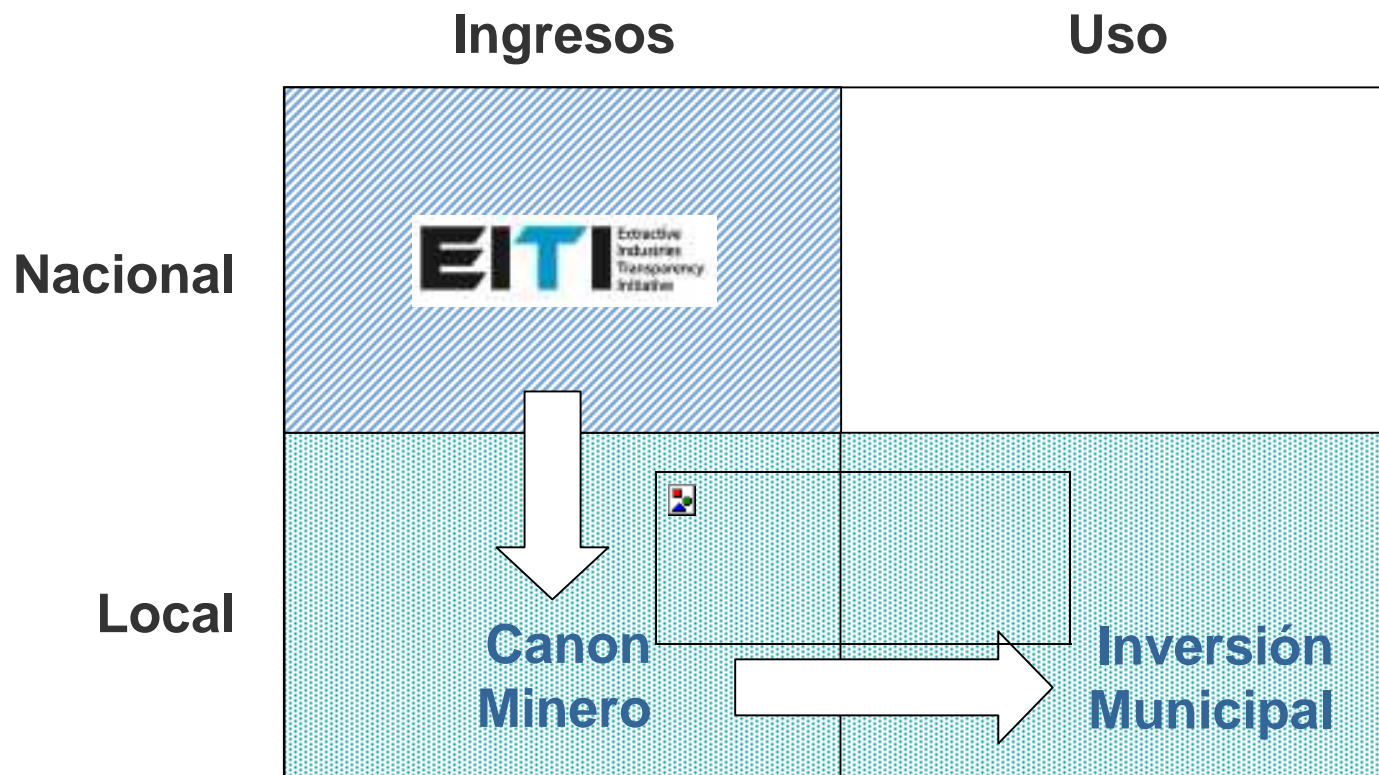 Ingresos Uso
Nacional
EITI
Extractive
Industries
Transparency
Initiative
Local
Canon
Minero
Inversión
Municipal